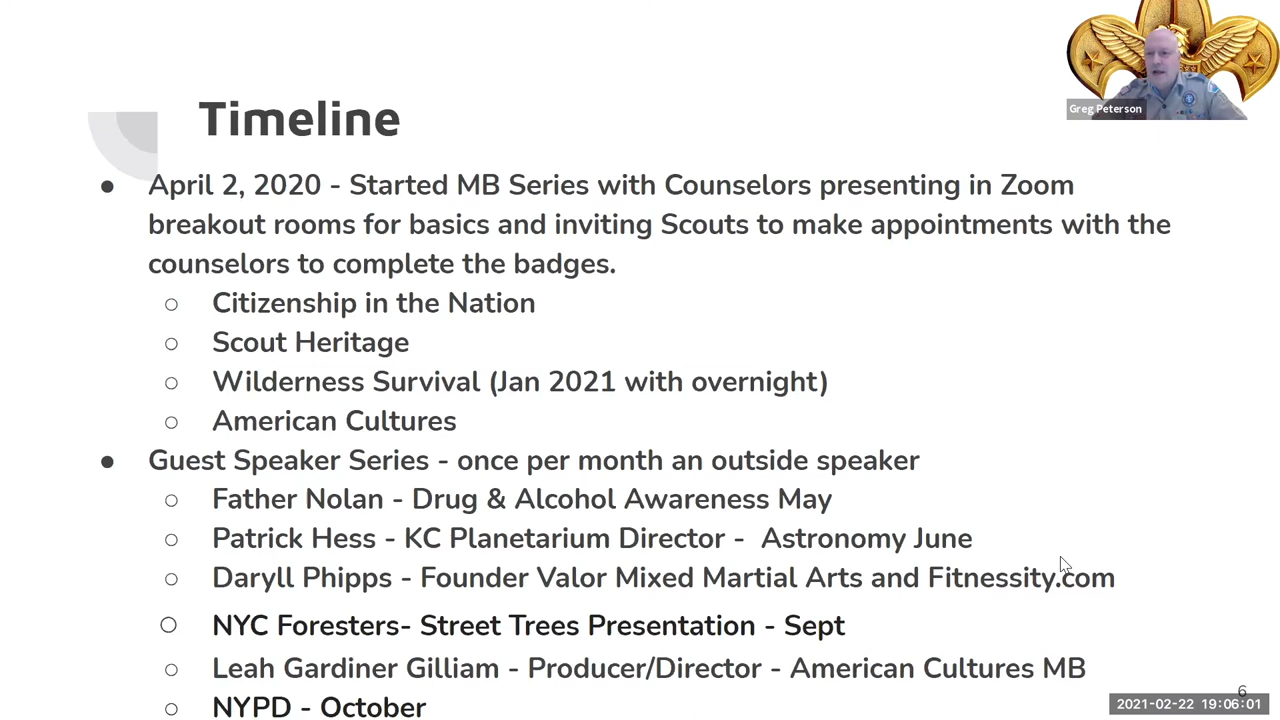 Greg Peterson
Timeline
● April 2, 2020 - Started MB Series with Counselors presenting in Zoom
breakout rooms for basics and inviting Scouts to make appointments with the
counselors to complete the badges.
○ Citizenship in the Nation
○ Scout Heritage
○ Wilderness Survival (Jan 2021 with overnight)
○ American Cultures
● Guest Speaker Series - once per month an outside speaker
○ Father Nolan - Drug & Alcohol Awareness May
○ Patrick Hess - KC Planetarium Director - Astronomy June
○ Daryll Phipps - Founder Valor Mixed Martial Arts and Fitnessity.com
○ NYC Foresters- Street Trees Presentation - Sept
○ Leah Gardiner Gilliam - Producer/Director - American Cultures MB
○ NYPD - October
6
2021-02-22 19:06:01